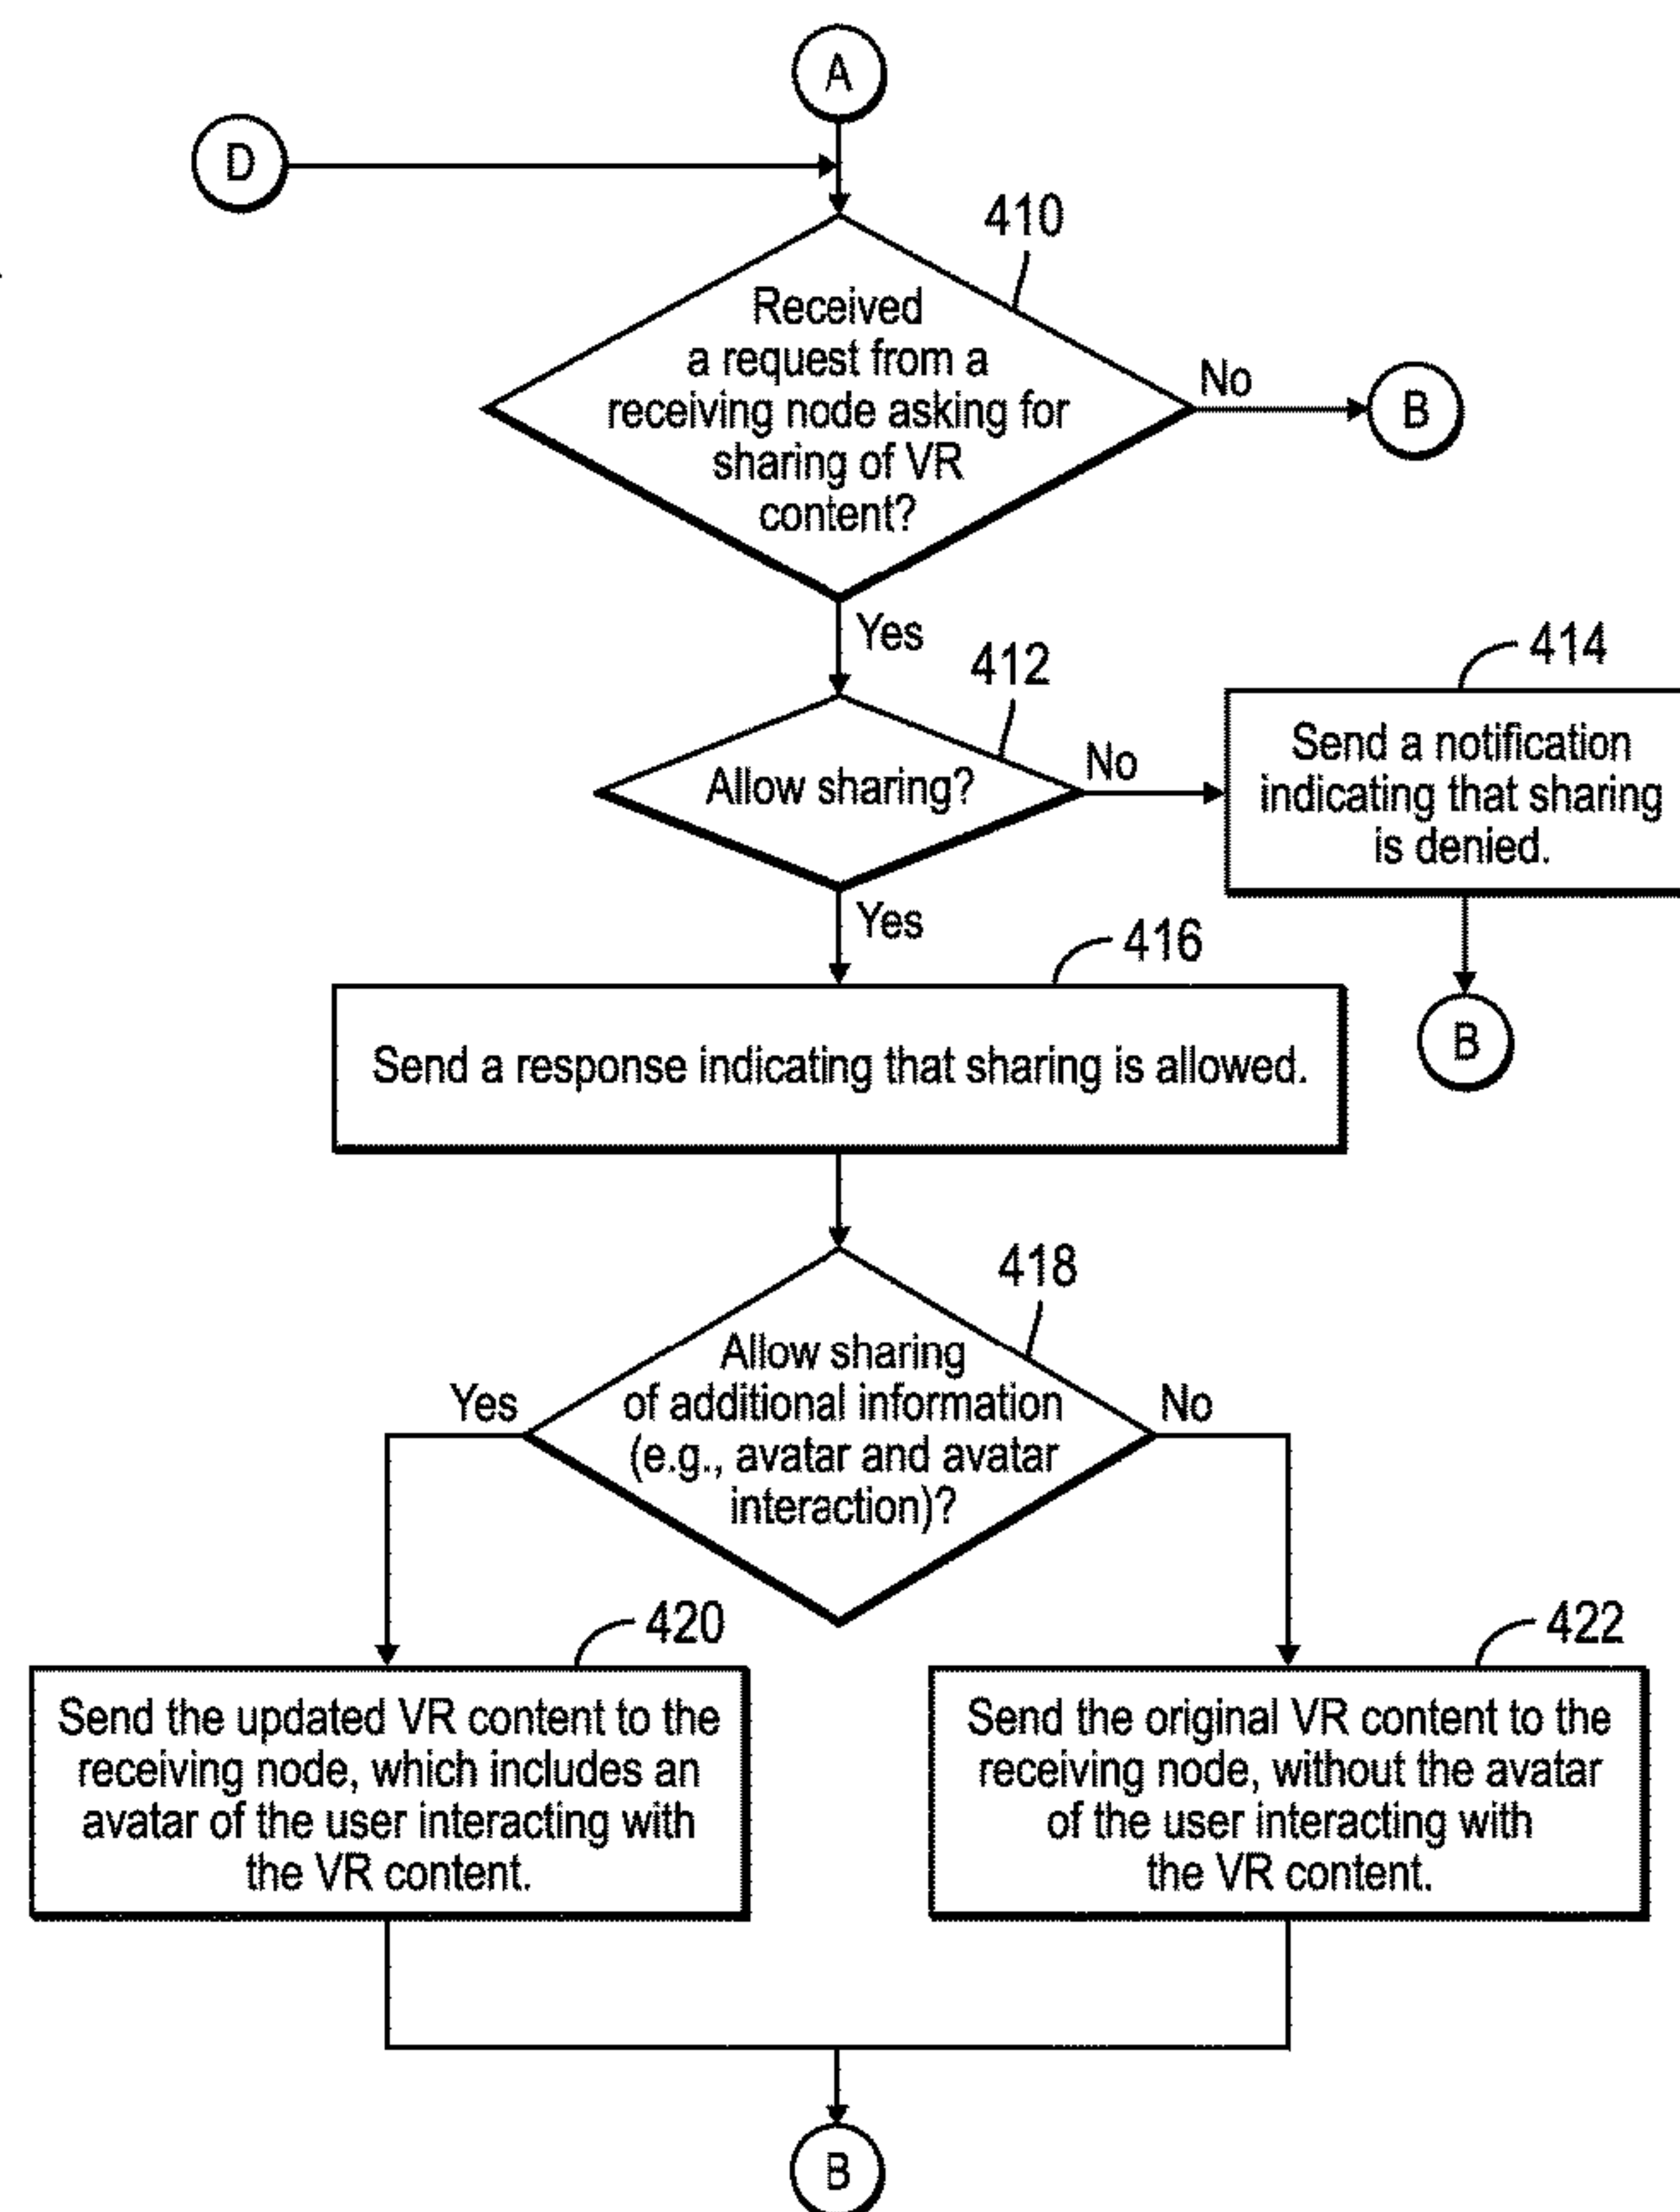 A
D
410
Received
a request from a
receiving node asking for
sharing of VR
content?
No
B
Yes
412
414
Allow sharing?
No
Send a notification
indicating that sharing
is denied.
Yes
416
B
Send a response indicating that sharing is allowed.
418
Allow sharing
of additional information
(e.g., avatar and avatar
interaction)?
Yes
No
420
422
Send the updated VR content to the
receiving node, which includes an
avatar of the user interacting with
the VR content.
Send the original VR content to the
receiving node, without the avatar
of the user interacting with
the VR content.
B